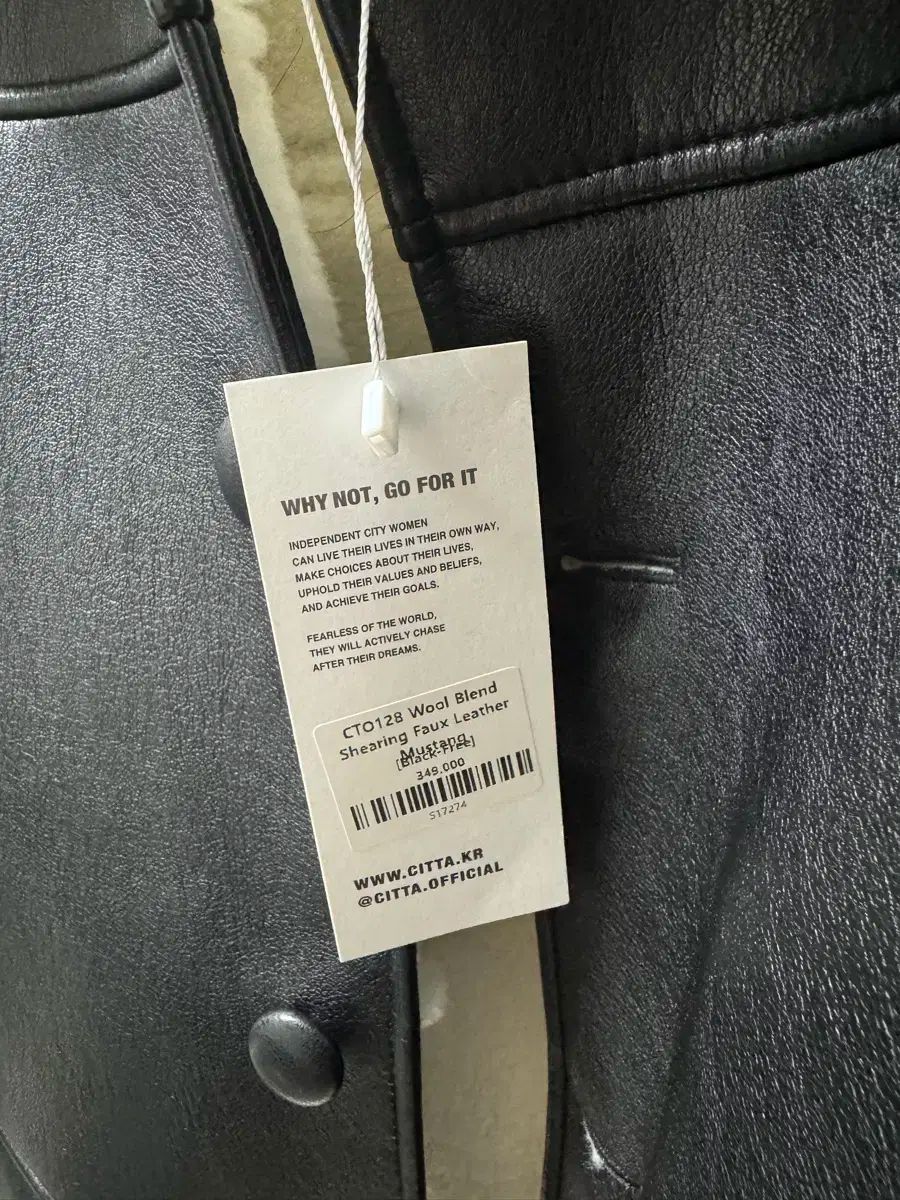 WHY NOT, GO FOR IT
INDEPENDENT CITY WOMEN
CAN LIVE THEIR LIVES IN THEIR OWN WAY,
MAKE CHOICES ABOUT THEIR LIVES,
UPHOLD THEIR VALUES AND BELIEFS,
AND ACHIEVE THEIR GOALS.
FEARLESS OF THE WORLD,
THEY WILL ACTIVELY CHASE
AFTER THEIR DREAMS.
CTO128 Wool Blend
Shearing Faux Leather
Mustang
[Black-Free]
349,000
S17274
WWW.CITTA.KR
@CITTA.OFFICIAL